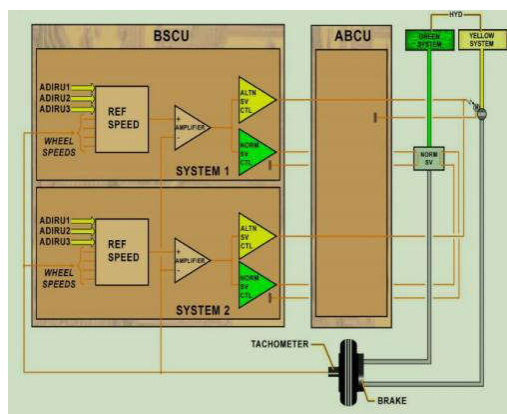 HYD
BSCU
ABCU
GREEN
SYSTEM
YELLOW
SYSTEM
ADIRU1
ADIRU2
ADIRU3
WHEEL
SPEEDS
REF
SPEED
+
-
AMPLIFIER
ALTN
SV
CTL
NORM
SV
CTL
SYSTEM 1
NORM
SV
ADIRU1
ADIRU2
ADIRU3
WHEEL
SPEEDS
REF
SPEED
+
-
AMPLIFIER
ALTN
SV
CTL
NORM
SV
CTL
SYSTEM 2
TACHOMETER
BRAKE